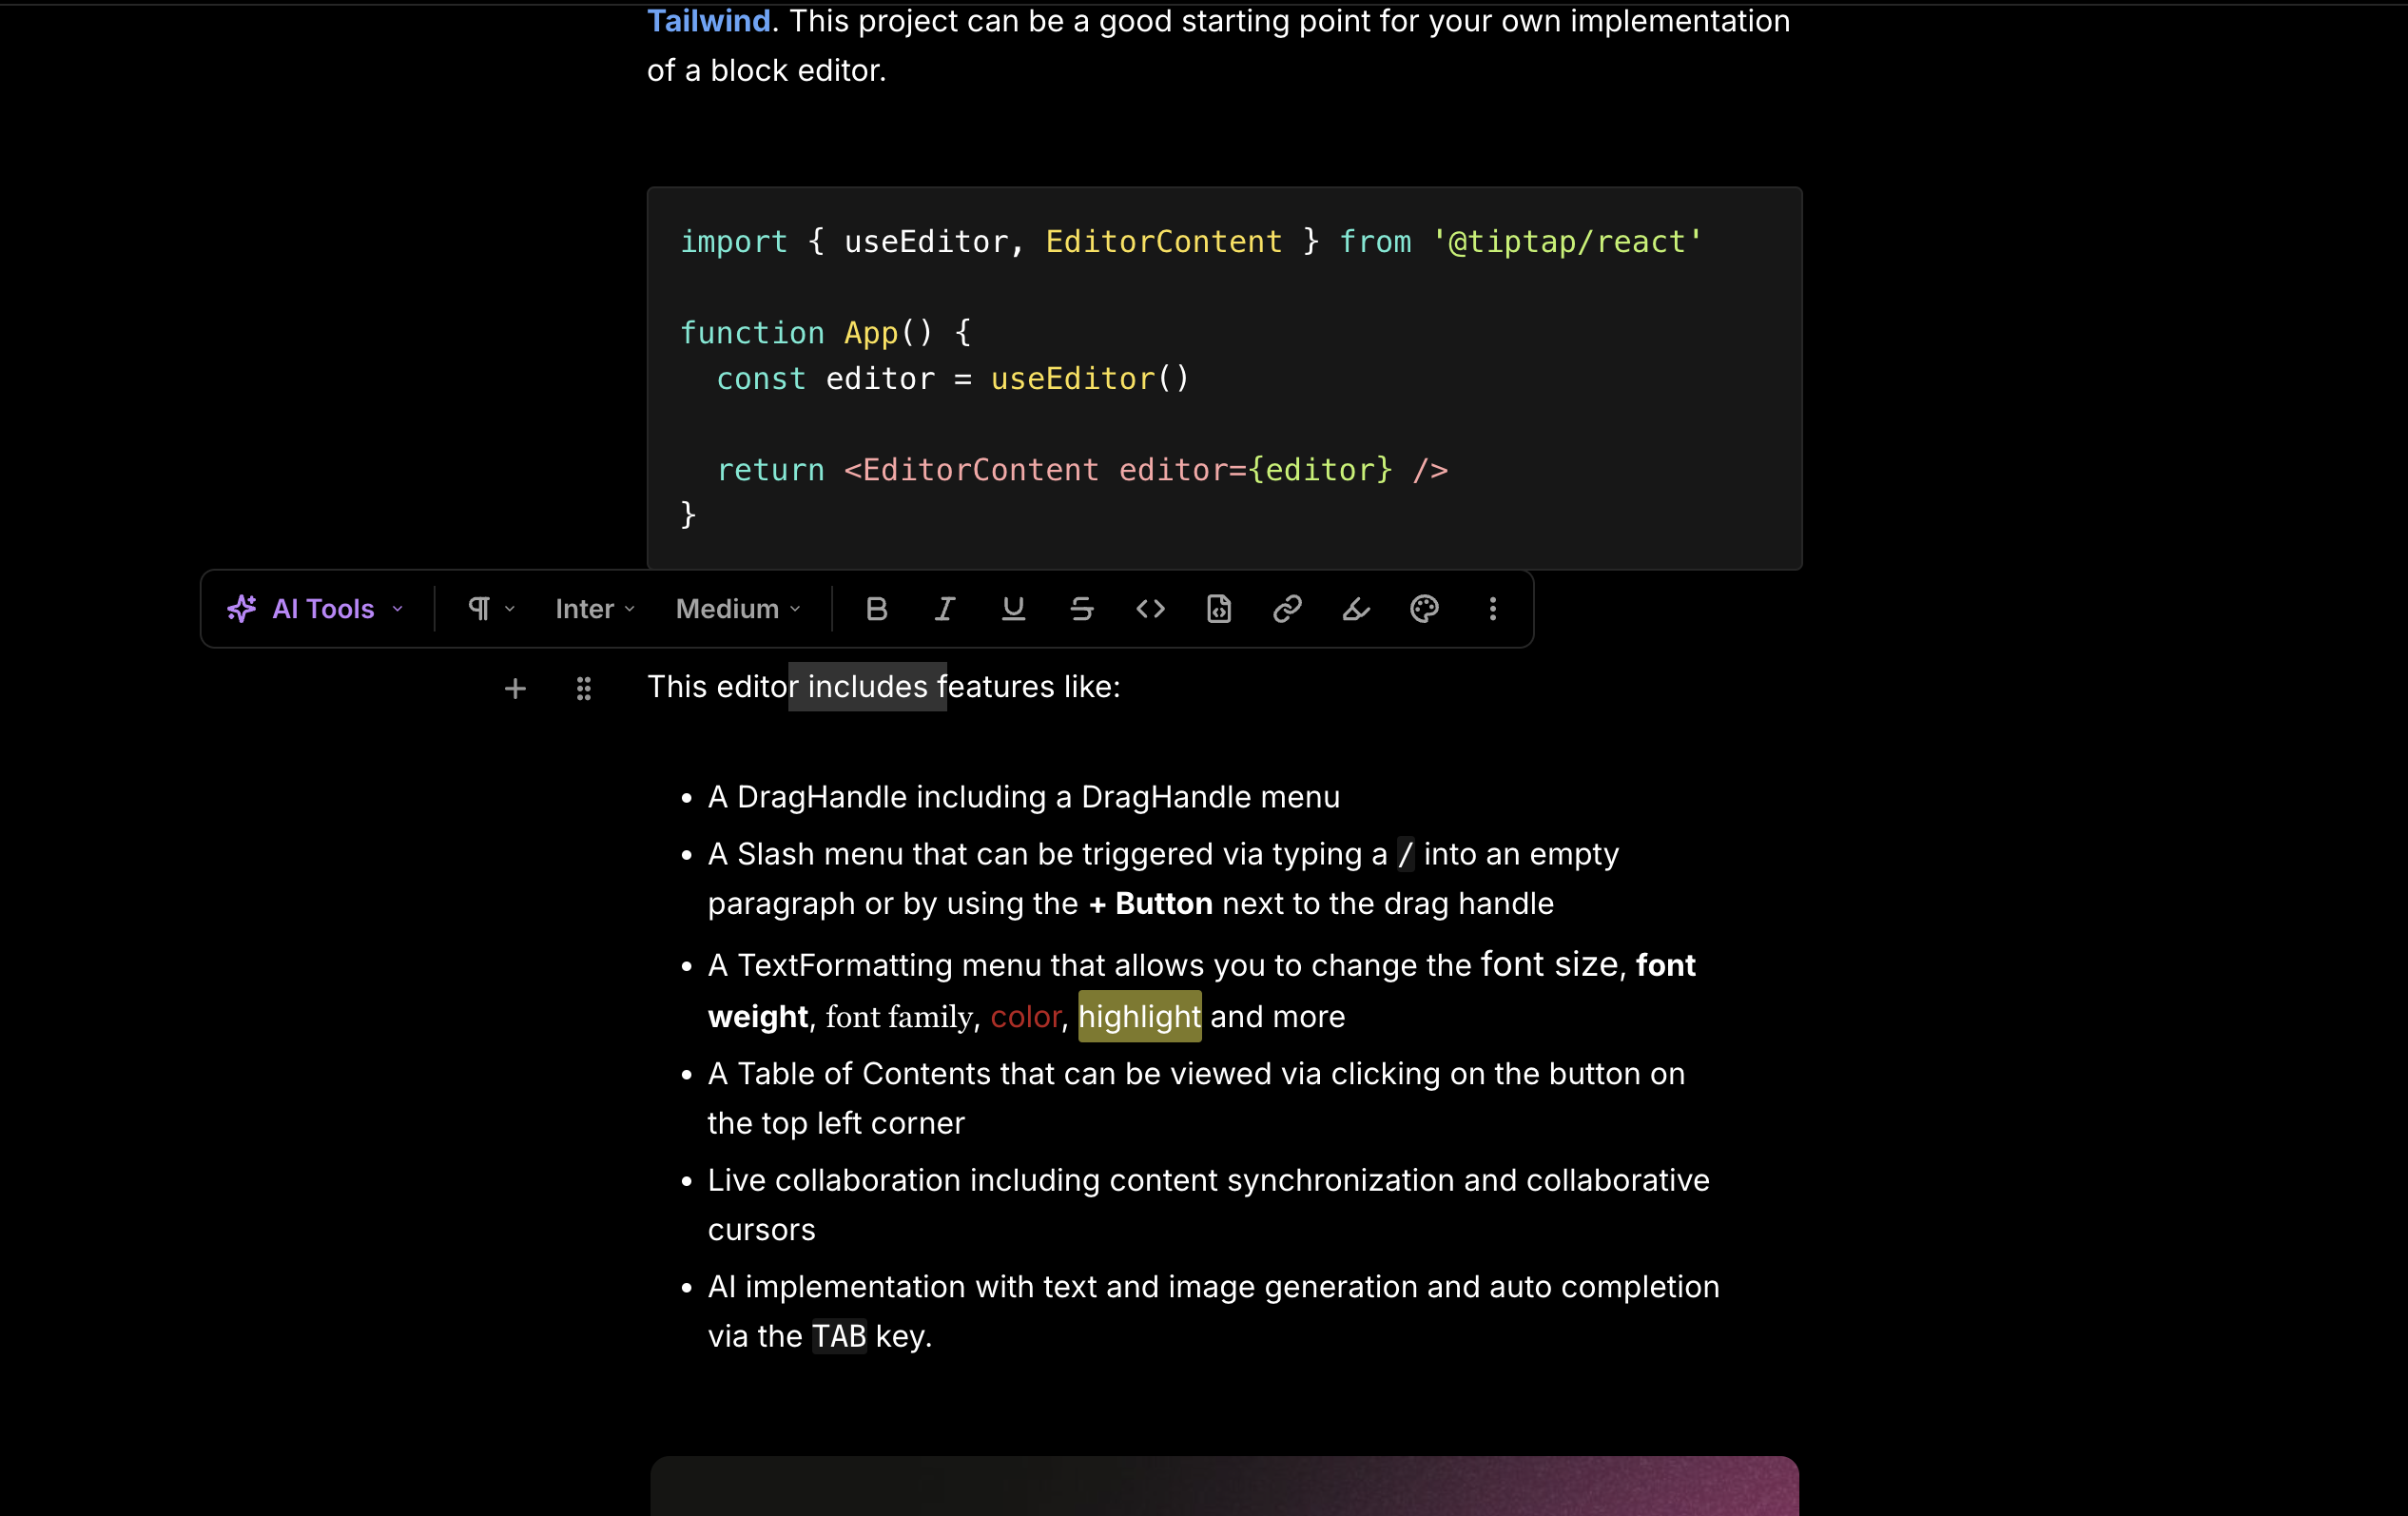 Tailwind. This project can be a good starting point for your own implementation
of a block editor.
import { useEditor, EditorContent } from '@tiptap/react'
function App() {
  const editor = useEditor()
  return <EditorContent editor={editor} />
}
AI Tools Inter Medium
This editor includes features like:
• A DragHandle including a DragHandle menu
• A Slash menu that can be triggered via typing a / into an empty
paragraph or by using the + Button next to the drag handle
• A TextFormatting menu that allows you to change the font size, font
weight, font family, color, highlight and more
• A Table of Contents that can be viewed via clicking on the button on
the top left corner
• Live collaboration including content synchronization and collaborative
cursors
• AI implementation with text and image generation and auto completion
via the TAB key.